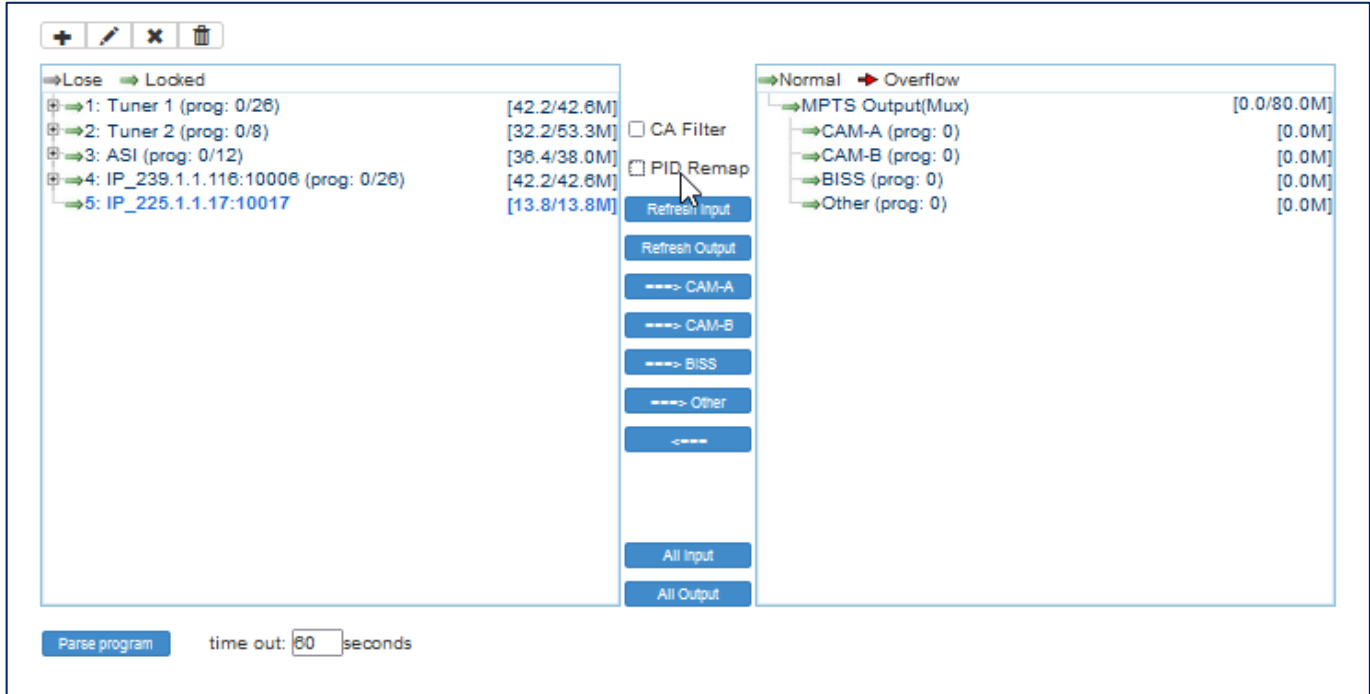 Lose Locked
1: Tuner 1 (prog: 0/26) [42.2/42.6M]
2: Tuner 2 (prog: 0/8) [32.2/53.3M]
3: ASI (prog: 0/12) [36.4/38.0M]
4: IP_239.1.1.116:10006 (prog: 0/26) [42.2/42.6M]
5: IP_225.1.1.17:10017 [13.8/13.8M]
CA Filter
PID Remap
Refresh Input
Refresh Output
===> CAM-A
===> CAM-B
===> BISS
===> Other
<===
All Input
All Output
Normal Overflow
MPTS Output(Mux) [0.0/80.0M]
CAM-A (prog: 0) [0.0M]
CAM-B (prog: 0) [0.0M]
BISS (prog: 0) [0.0M]
Other (prog: 0) [0.0M]
Parse program time out: 60 seconds